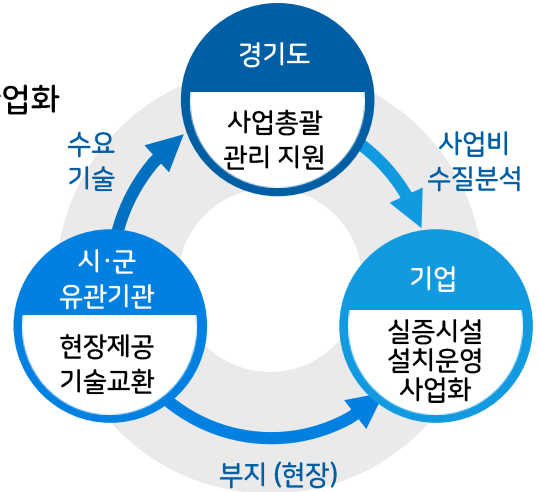 경기도
사업총괄
관리 지원
업화
수요
기술
사업비
수질분석
시·군
유관기관
현장제공
기술교환
기업
실증시설
설치운영
사업화
부지 (현장)